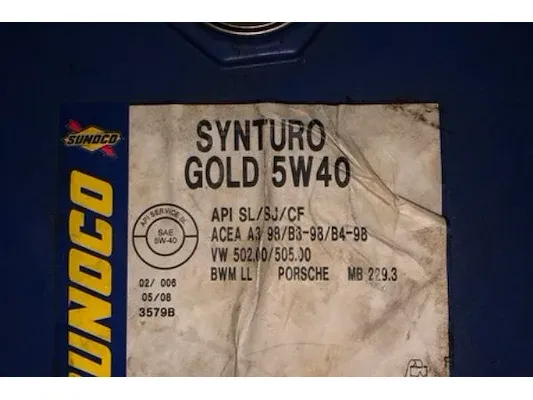 SUNOCO
SUNOCO
SYNTURO
GOLD 5W40
API SERVICE SL
SAE
5W-40
API SL/SJ/CF
ACEA A3 98/B3-98/B4-98
VW 502.00/505.00
BWM LL PORSCHE MB 229.3
02/ 006
05/08
3579B